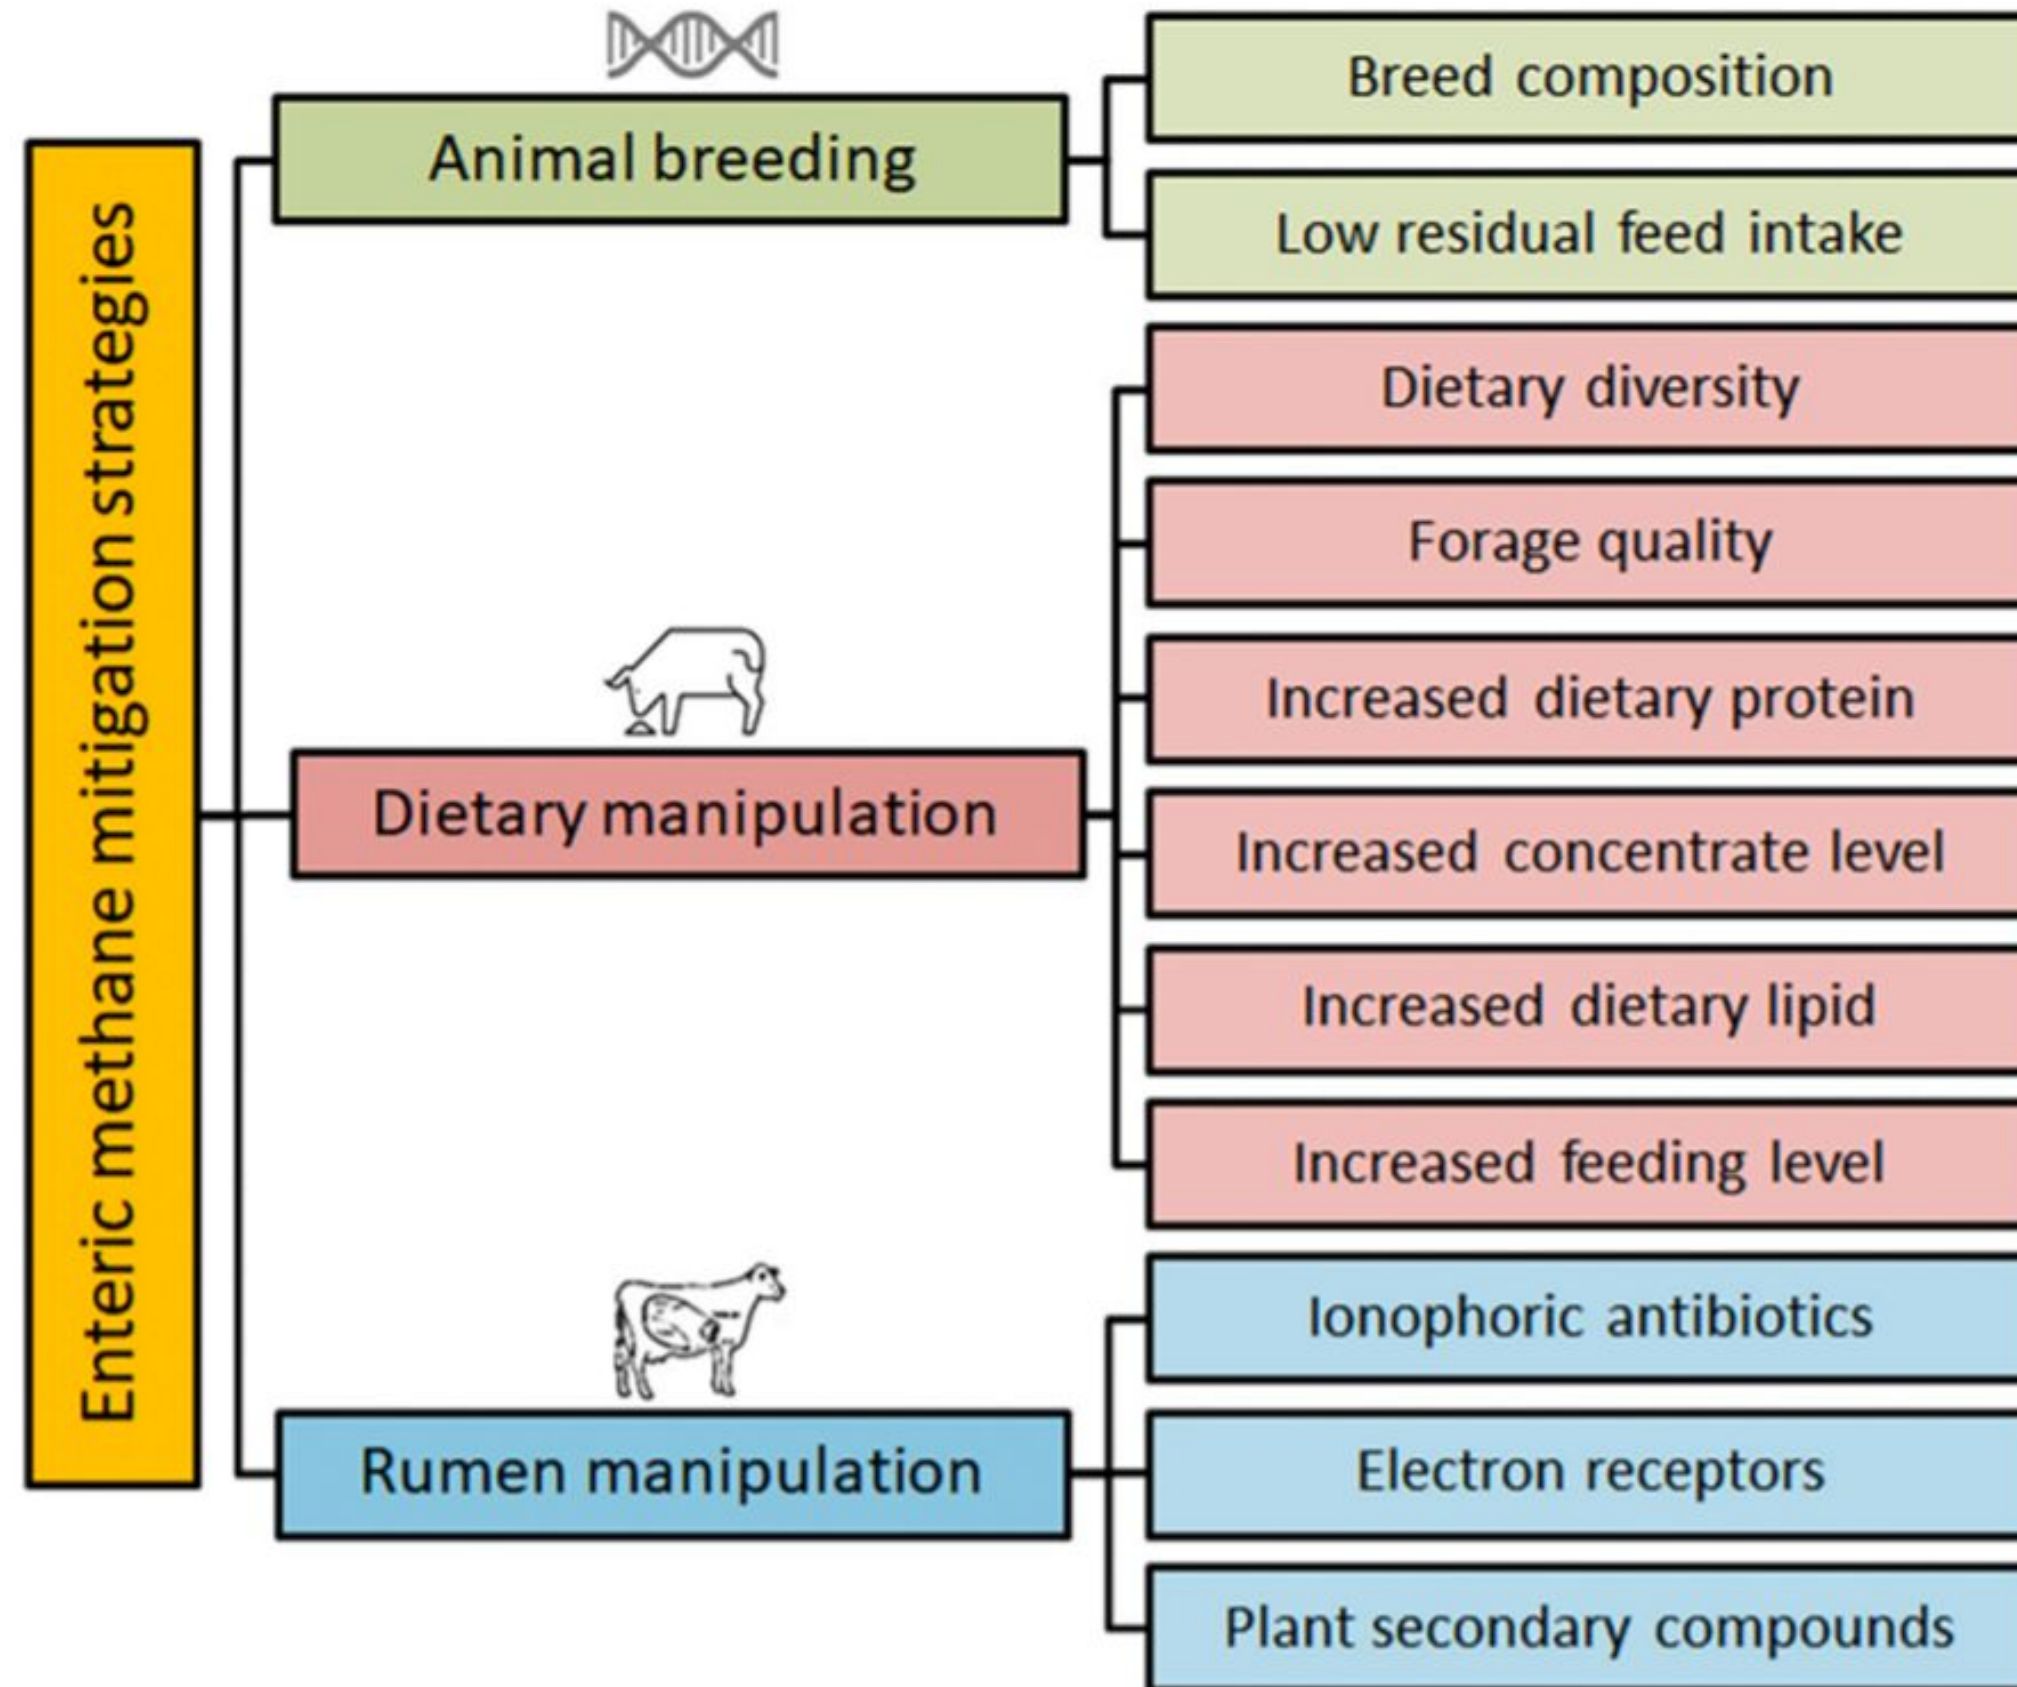 Enteric methane mitigation strategies
Animal breeding
Breed composition
Low residual feed intake
Dietary manipulation
Dietary diversity
Forage quality
Increased dietary protein
Increased concentrate level
Increased dietary lipid
Increased feeding level
Rumen manipulation
Ionophoric antibiotics
Electron receptors
Plant secondary compounds